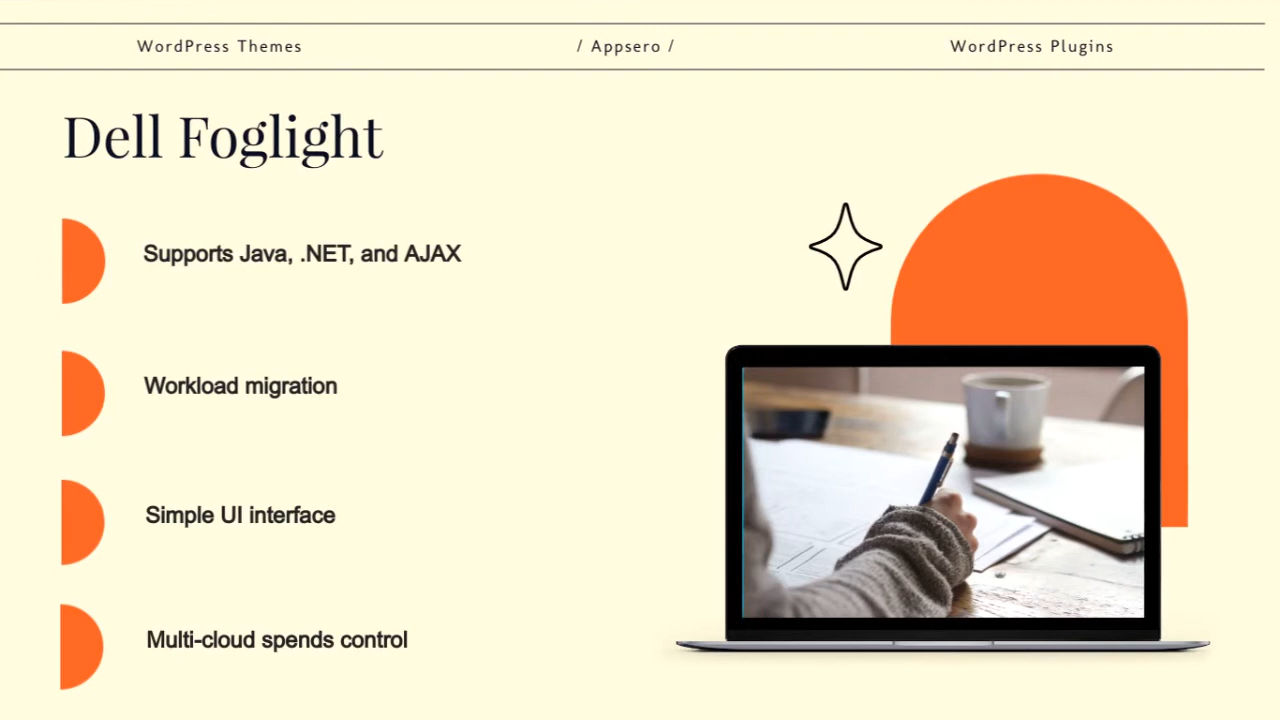 WordPress Themes
/ Appsero /
WordPress Plugins
Dell Foglight
Supports Java, .NET, and AJAX
Workload migration
Simple UI interface
Multi-cloud spends control